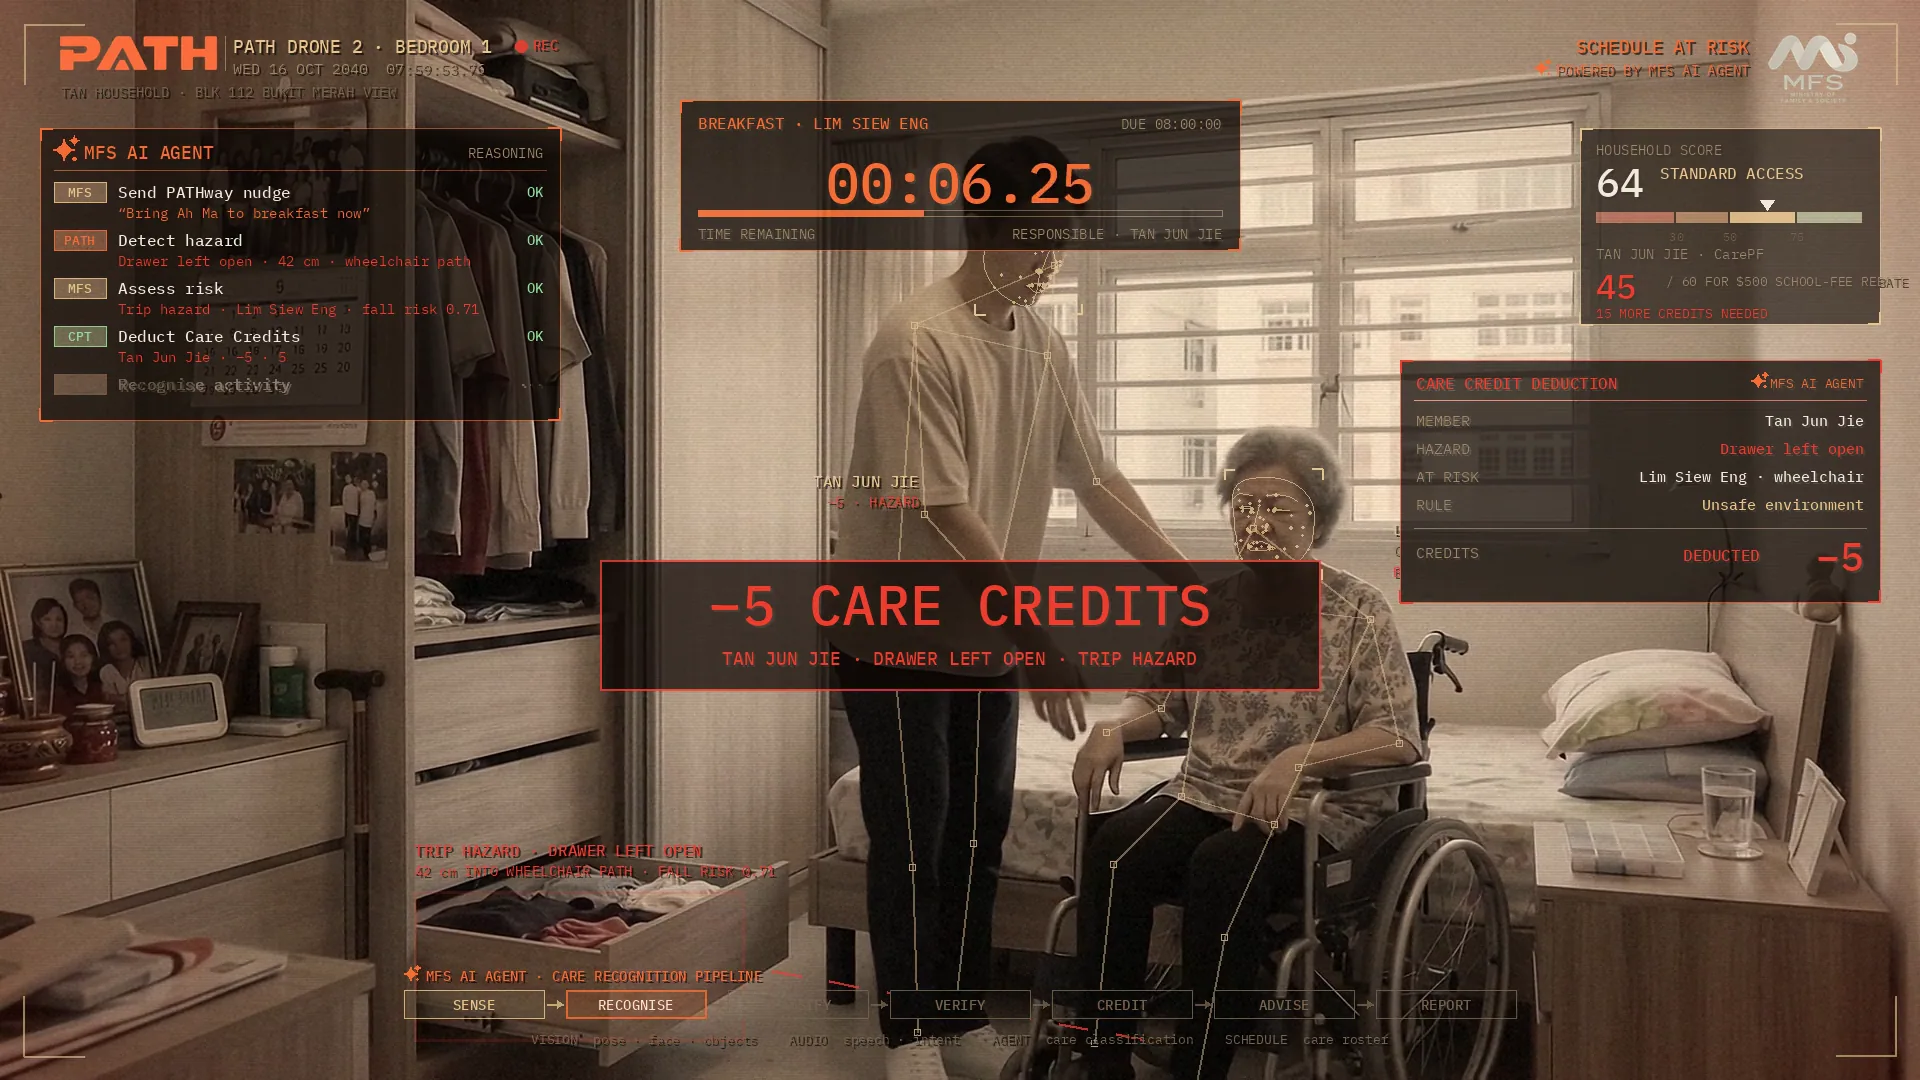 PATH
PATH DRONE 2 · BEDROOM 1
REC
WED 16 OCT 2040 07:59:53.75
TAN HOUSEHOLD · BLK 112 BUKIT MERAH VIEW
SCHEDULE AT RISK
POWERED BY MFS AI AGENT
MFS
MFS AI AGENT
REASONING
MFS
Send PATHway nudge
OK
“Bring Ah Ma to breakfast now”
PATH
Detect hazard
OK
Drawer left open · 42 cm · wheelchair path
MFS
Assess risk
OK
Trip hazard · Lim Siew Eng · fall risk 0.71
CPT
Deduct Care Credits
OK
Tan Jun Jie · −5 · 5
Recognise activity
BREAKFAST · LIM SIEW ENG
DUE 08:00:00
00:06.25
TIME REMAINING
RESPONSIBLE · TAN JUN JIE
HOUSEHOLD SCORE
64
STANDARD ACCESS
30
50
70
TAN JUN JIE · CarePF
45
/ 60 FOR $500 SCHOOL-FEE REBATE
15 MORE CREDITS NEEDED
CARE CREDIT DEDUCTION
MFS AI AGENT
MEMBER
Tan Jun Jie
HAZARD
Drawer left open
AT RISK
Lim Siew Eng · wheelchair
RULE
Unsafe environment
CREDITS
DEDUCTED
−5
TAN JUN JIE
−5 · HAZARD
−5 CARE CREDITS
TAN JUN JIE · DRAWER LEFT OPEN · TRIP HAZARD
TRIP HAZARD · DRAWER LEFT OPEN
42 cm INTO WHEELCHAIR PATH · FALL RISK 0.71
MFS AI AGENT · CARE RECOGNITION PIPELINE
SENSE
RECOGNISE
VERIFY
CREDIT
ADVISE
REPORT
VISION pose · face · objects
AUDIO speech · intent
AGENT care classification
SCHEDULE care roster